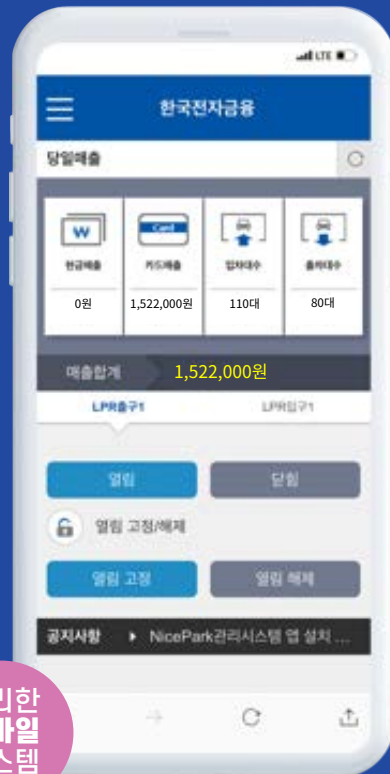 LTE
한국전자금융
당일매출
W Card
현금매출 카드매출 입차대수 출차대수
0원 1,522,000원 110대 80대
매출합계 1,522,000원
LPR출구1 LPR입구1
열림 닫힘
열림 고정/해제
열림 고정 열림 해제
공지사항 ▶ NicePark관리시스템 앱 설치 ...
리한
바일
스템